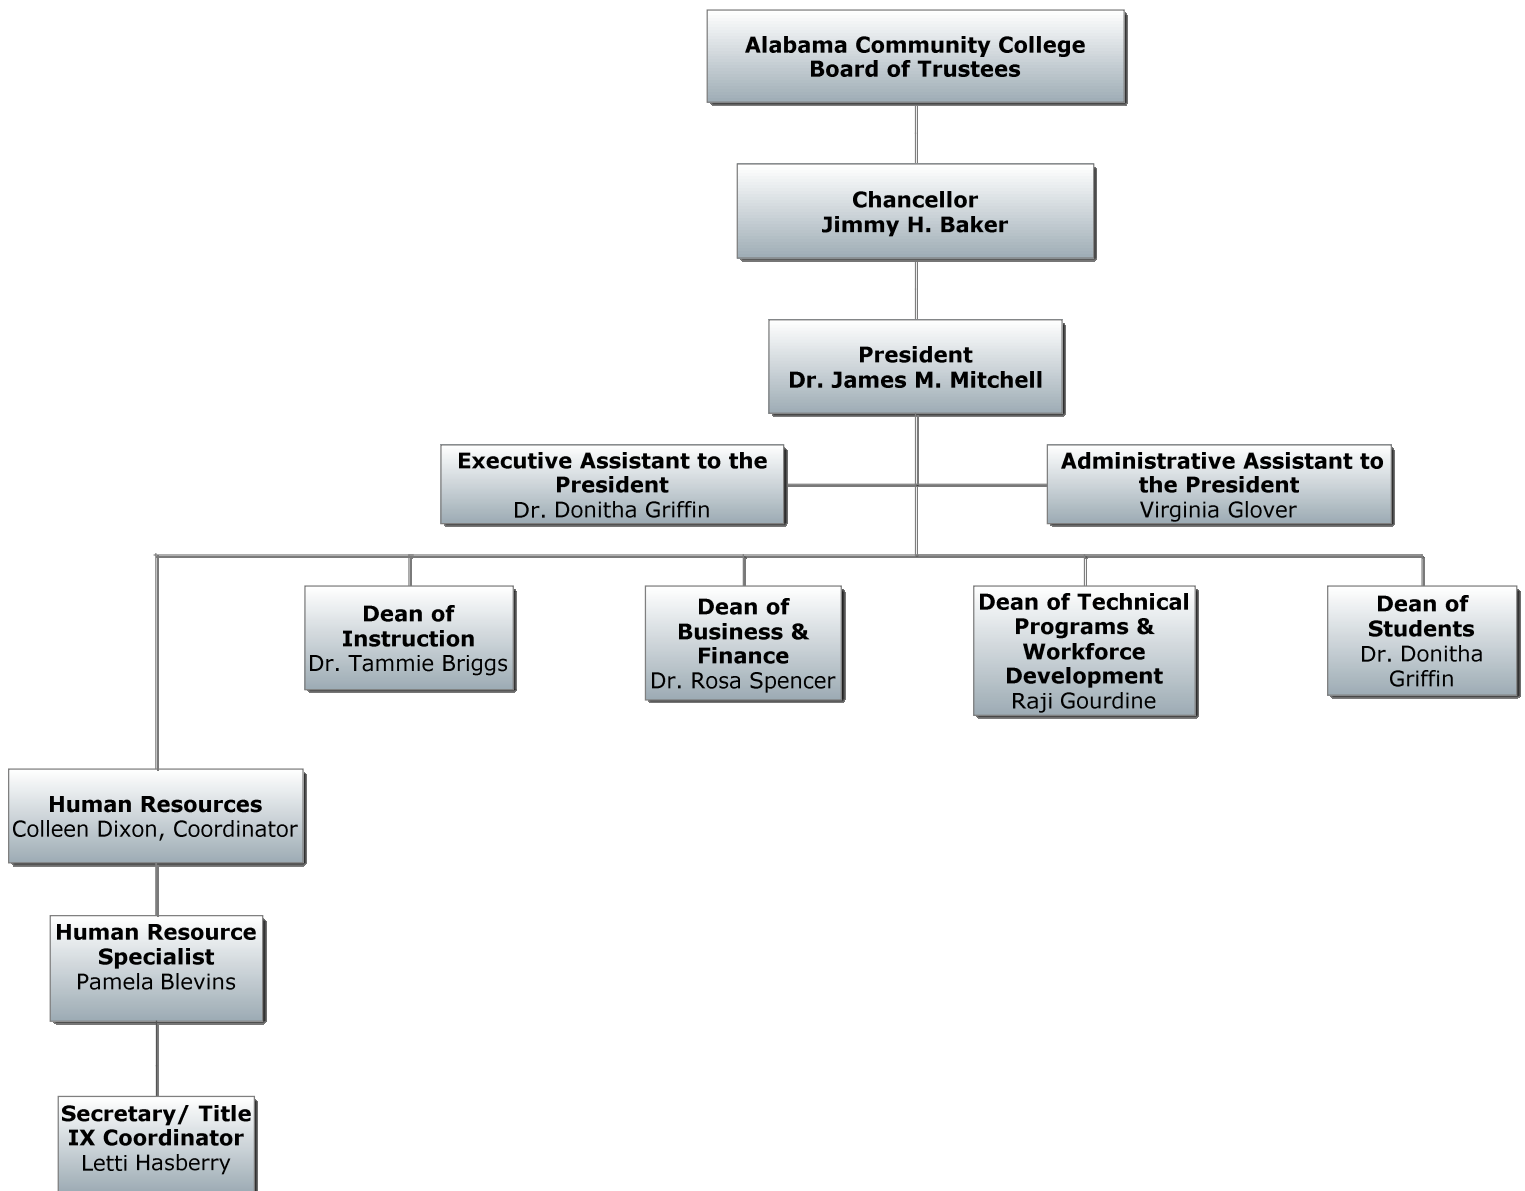 Alabama Community College
Board of Trustees
Chancellor
Jimmy H. Baker
President
Dr. James M. Mitchell
Executive Assistant to the
President
Dr. Donitha Griffin
Administrative Assistant to
the President
Virginia Glover
Dean of
Instruction
Dr. Tammie Briggs
Dean of
Business &
Finance
Dr. Rosa Spencer
Dean of Technical
Programs &
Workforce
Development
Raji Gourdine
Dean of
Students
Dr. Donitha
Griffin
Human Resources
Colleen Dixon, Coordinator
Human Resource
Specialist
Pamela Blevins
Secretary/ Title
IX Coordinator
Letti Hasberry